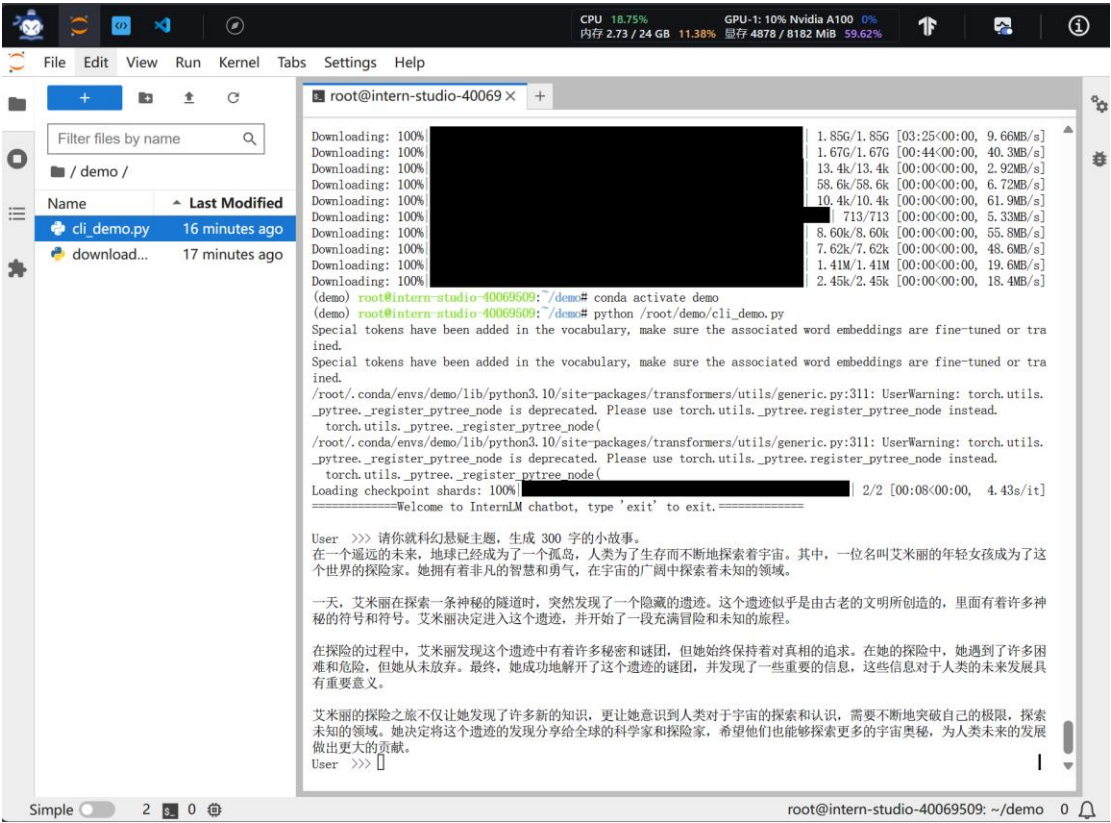 CPU 18.75% GPU-1: 10% Nvidia A100 0%
内存 2.73 / 24 GB 11.38% 显存 4878 / 8182 MiB 59.62%
File Edit View Run Kernel Tabs Settings Help
+
Filter files by name
/ demo /
Name Last Modified
cli_demo.py 16 minutes ago
download... 17 minutes ago
root@intern-studio-40069 × +
Downloading: 100%| | 1.85G/1.85G [03:25<00:00, 9.66MB/s]
Downloading: 100%| | 1.67G/1.67G [00:44<00:00, 40.3MB/s]
Downloading: 100%| | 13.4k/13.4k [00:00<00:00, 2.92MB/s]
Downloading: 100%| | 58.6k/58.6k [00:00<00:00, 6.72MB/s]
Downloading: 100%| | 10.4k/10.4k [00:00<00:00, 61.9MB/s]
Downloading: 100%| | 713/713 [00:00<00:00, 5.33MB/s]
Downloading: 100%| | 8.60k/8.60k [00:00<00:00, 55.8MB/s]
Downloading: 100%| | 7.62k/7.62k [00:00<00:00, 48.6MB/s]
Downloading: 100%| | 1.41M/1.41M [00:00<00:00, 19.6MB/s]
Downloading: 100%| | 2.45k/2.45k [00:00<00:00, 18.4MB/s]
(demo) root@intern-studio-40069509:~/demo# conda activate demo
(demo) root@intern-studio-40069509:~/demo# python /root/demo/cli_demo.py
Special tokens have been added in the vocabulary, make sure the associated word embeddings are fine-tuned or tra
ined.
Special tokens have been added in the vocabulary, make sure the associated word embeddings are fine-tuned or tra
ined.
/root/.conda/envs/demo/lib/python3.10/site-packages/transformers/utils/generic.py:311: UserWarning: torch.utils.
_pytree._register_pytree_node is deprecated. Please use torch.utils._pytree.register_pytree_node instead.
torch.utils._pytree._register_pytree_node(
/root/.conda/envs/demo/lib/python3.10/site-packages/transformers/utils/generic.py:311: UserWarning: torch.utils.
_pytree._register_pytree_node is deprecated. Please use torch.utils._pytree.register_pytree_node instead.
torch.utils._pytree._register_pytree_node(
Loading checkpoint shards: 100%| | 2/2 [00:08<00:00, 4.43s/it]
=============Welcome to InternLM chatbot, type 'exit' to exit.=============
User >>> 请你就科幻悬疑主题，生成 300 字的小故事。
在一个遥远的未来，地球已经成为了一个孤岛，人类为了生存而不断地探索着宇宙。其中，一位名叫艾米丽的年轻女孩成为了这
个世界的探险家。她拥有着非凡的智慧和勇气，在宇宙的广阔中探索着未知的领域。
一天，艾米丽在探索一条神秘的隧道时，突然发现了一个隐藏的遗迹。这个遗迹似乎是由古老的文明所创造的，里面有着许多神
秘的符号和符号。艾米丽决定进入这个遗迹，并开始了一段充满冒险和未知的旅程。
在探险的过程中，艾米丽发现这个遗迹中有着许多秘密和谜团，但她始终保持着对真相的追求。在她的探险中，她遇到了许多困
难和危险，但她从未放弃。最终，她成功地解开了这个遗迹的谜团，并发现了一些重要的信息，这些信息对于人类的未来发展具
有重要意义。
艾米丽的探险之旅不仅让她发现了许多新的知识，更让她意识到人类对于宇宙的探索和认识，需要不断地突破自己的极限，探索
未知的领域。她决定将这个遗迹的发现分享给全球的科学家和探险家，希望他们也能够探索更多的宇宙奥秘，为人类未来的发展
做出更大的贡献。
User >>>
Simple 2 0 root@intern-studio-40069509: ~/demo 0